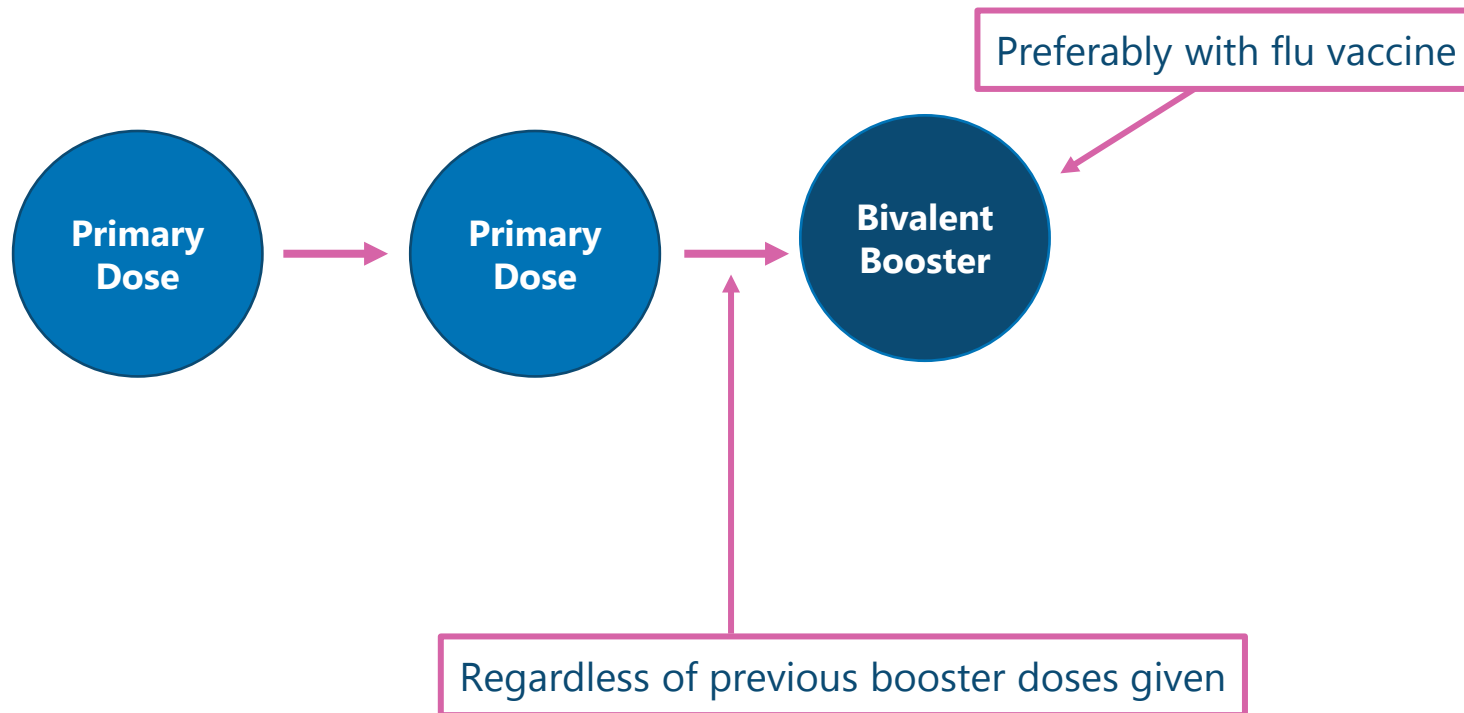 Preferably with flu vaccine
Primary
Dose
Primary
Dose
Bivalent
Booster
Regardless of previous booster doses given